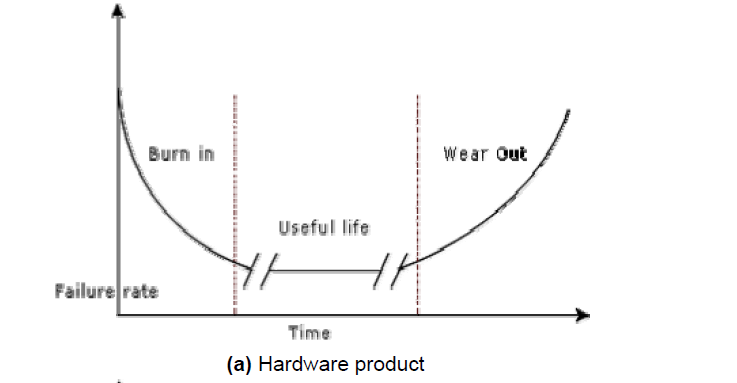 Burn in
Wear Out
Useful life
Failure rate
Time
(a) Hardware product